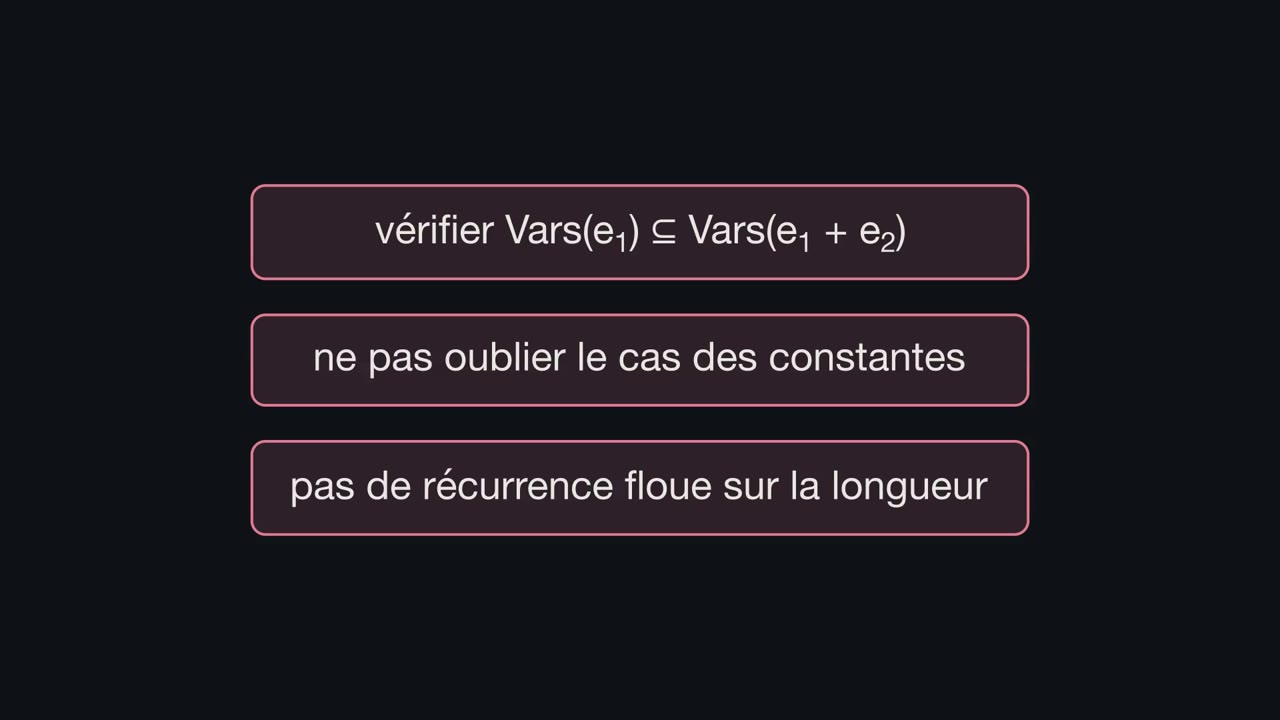 vérifier Vars(e₁) ⊆ Vars(e₁ + e₂)
ne pas oublier le cas des constantes
pas de récurrence floue sur la longueur